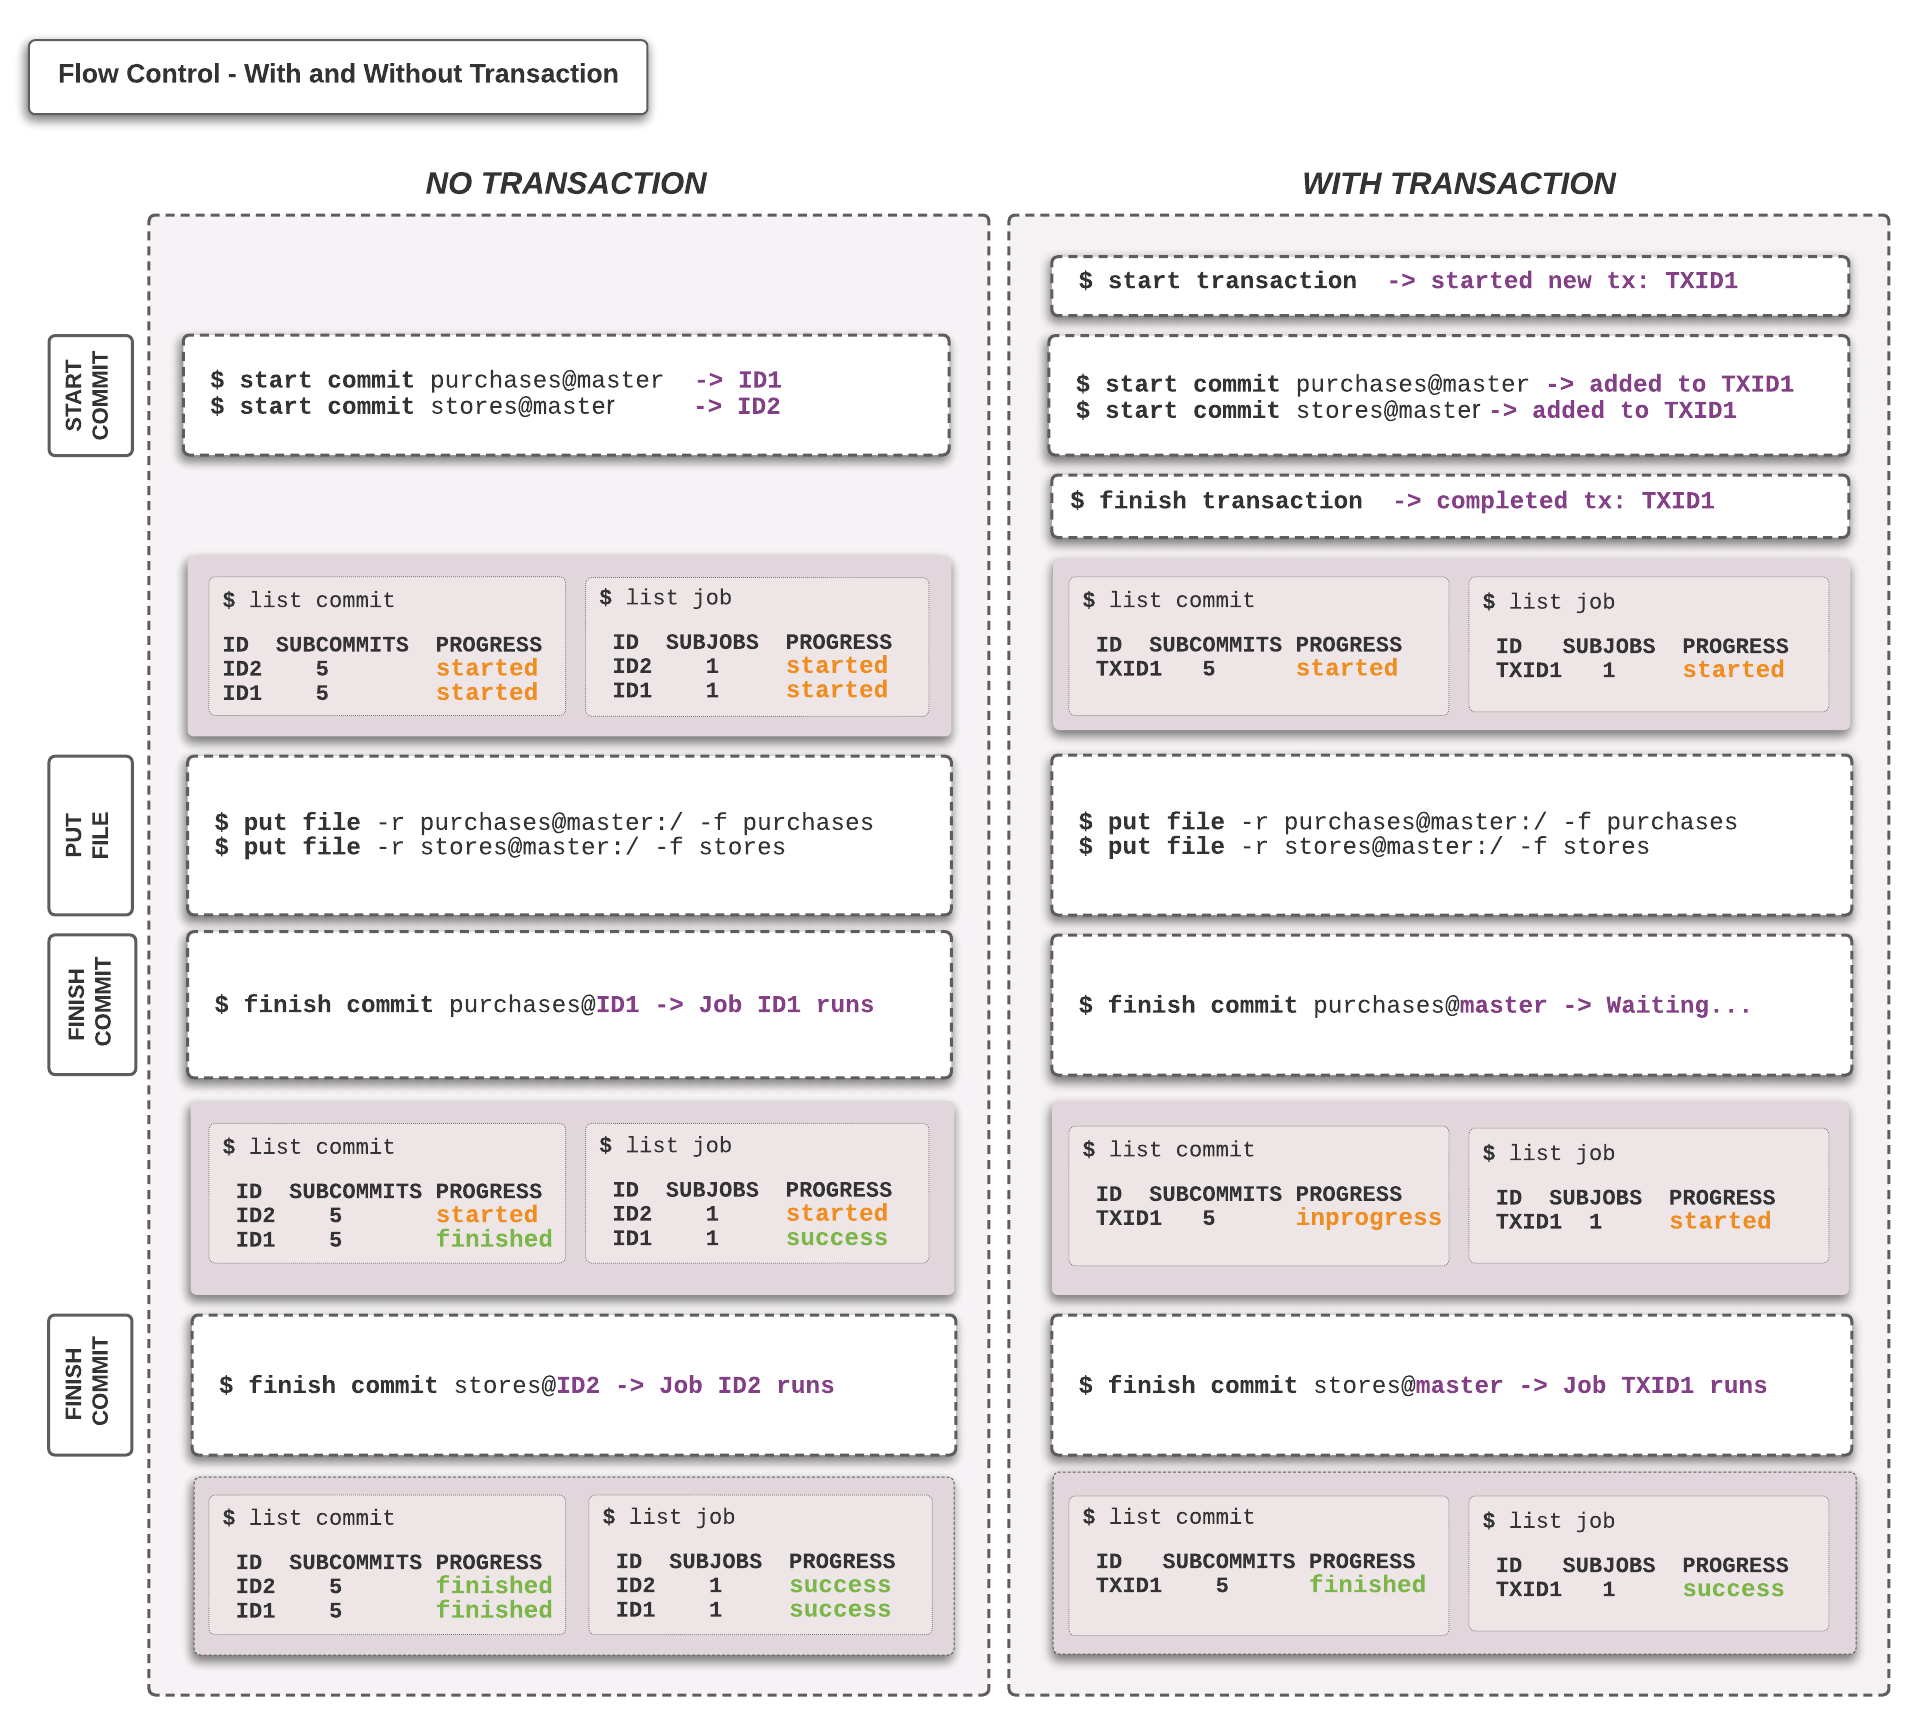 Flow Control - With and Without Transaction
NO TRANSACTION
START
COMMIT
$ start commit purchases@master -> ID1
$ start commit stores@master -> ID2
$ list commit
ID SUBCOMMITS PROGRESS
ID2 5 started
ID1 5 started
$ list job
ID SUBJOBS PROGRESS
ID2 1 started
ID1 1 started
PUT
FILE
$ put file -r purchases@master:/ -f purchases
$ put file -r stores@master:/ -f stores
FINISH
COMMIT
$ finish commit purchases@ID1 -> Job ID1 runs
$ list commit
ID SUBCOMMITS PROGRESS
ID2 5 started
ID1 5 finished
$ list job
ID SUBJOBS PROGRESS
ID2 1 started
ID1 1 success
FINISH
COMMIT
$ finish commit stores@ID2 -> Job ID2 runs
$ list commit
ID SUBCOMMITS PROGRESS
ID2 5 finished
ID1 5 finished
$ list job
ID SUBJOBS PROGRESS
ID2 1 success
ID1 1 success
WITH TRANSACTION
$ start transaction -> started new tx: TXID1
$ start commit purchases@master -> added to TXID1
$ start commit stores@master -> added to TXID1
$ finish transaction -> completed tx: TXID1
$ list commit
ID SUBCOMMITS PROGRESS
TXID1 5 started
$ list job
ID SUBJOBS PROGRESS
TXID1 1 started
$ put file -r purchases@master:/ -f purchases
$ put file -r stores@master:/ -f stores
$ finish commit purchases@master -> Waiting...
$ list commit
ID SUBCOMMITS PROGRESS
TXID1 5 inprogress
$ list job
ID SUBJOBS PROGRESS
TXID1 1 started
$ finish commit stores@master -> Job TXID1 runs
$ list commit
ID SUBCOMMITS PROGRESS
TXID1 5 finished
$ list job
ID SUBJOBS PROGRESS
TXID1 1 success